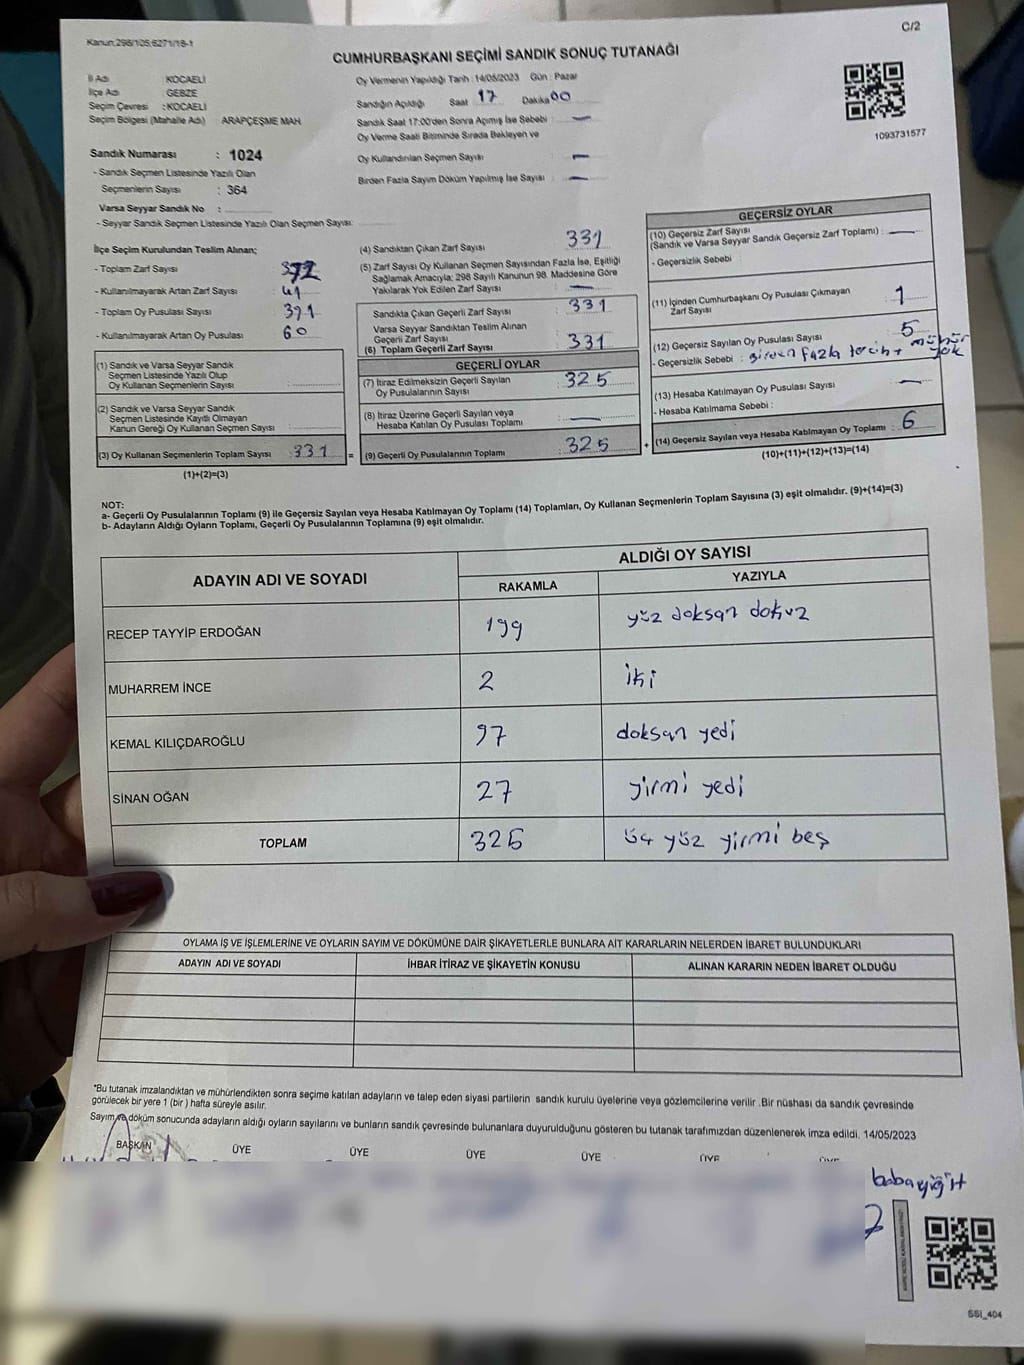 Kanun:298/105;6271/18-1
C/2
CUMHURBAŞKANI SEÇİMİ SANDIK SONUÇ TUTANAĞI
İl Adı KOCAELİ
İlçe Adı GEBZE
Seçim Çevresi : KOCAELİ
Seçim Bölgesi (Mahalle Adı) ARAPÇEŞME MAH.
Sandık Numarası : 1024
- Sandık Seçmen Listesinde Yazılı Olan
Seçmenlerin Sayısı : 364
Varsa Seyyar Sandık No :
- Seyyar Sandık Seçmen Listesinde Yazılı Olan Seçmen Sayısı:
Oy Vermenin Yapıldığı Tarih : 14/05/2023 Gün : Pazar
Sandığın Açıldığı Saat 17 Dakika 00
Sandık Saat 17:00'den Sonra Açımış İse Sebebi : —
Oy Verme Saati Bitiminde Sırada Bekleyen ve
Oy Kullandırılan Seçmen Sayısı : —
Birden Fazla Sayım Döküm Yapılmış İse Sayısı : —
1093731577
İlçe Seçim Kurulundan Teslim Alınan;
- Toplam Zarf Sayısı : 372
- Kullanılmayarak Artan Zarf Sayısı : 41
- Toplam Oy Pusulası Sayısı : 391
- Kullanılmayarak Artan Oy Pusulası : 60
(1) Sandık ve Varsa Seyyar Sandık
Seçmen Listesinde Yazılı Olup
Oy Kullanan Seçmenlerin Sayısı :
(2) Sandık ve Varsa Seyyar Sandık
Seçmen Listesinde Kayıtlı Olmayan
Kanun Gereği Oy Kullanan Seçmen Sayısı :
(3) Oy Kullanan Seçmenlerin Toplam Sayısı : 331 =
(1)+(2)=(3)
(4) Sandıktan Çıkan Zarf Sayısı 331
(5) Zarf Sayısı Oy Kullanan Seçmen Sayısından Fazla İse, Eşitliği
Sağlamak Amacıyla; 298 Sayılı Kanunun 98. Maddesine Göre
Yakılarak Yok Edilen Zarf Sayısı : —
Sandıkta Çıkan Geçerli Zarf Sayısı : 331
Varsa Seyyar Sandıktan Teslim Alınan
Geçerli Zarf Sayısı
(6) Toplam Geçerli Zarf Sayısı : 331
GEÇERLİ OYLAR
(7) İtiraz Edilmeksizin Geçerli Sayılan
Oy Pusulalarının Sayısı : 325
(8) İtiraz Üzerine Geçerli Sayılan veya
Hesaba Katılan Oy Pusulası Toplamı : —
(9) Geçerli Oy Pusulalarının Toplamı : 325 +
GEÇERSİZ OYLAR
(10) Geçersiz Zarf Sayısı
(Sandık ve Varsa Seyyar Sandık Geçersiz Zarf Toplamı) : —
- Geçersizlik Sebebi :
(11) İçinden Cumhurbaşkanı Oy Pusulası Çıkmayan
Zarf Sayısı : 1
(12) Geçersiz Sayılan Oy Pusulası Sayısı : 5
- Geçersizlik Sebebi : Birden fazla tercih + mühür yok
(13) Hesaba Katılmayan Oy Pusulası Sayısı : —
- Hesaba Katılmama Sebebi :
(14) Geçersiz Sayılan veya Hesaba Katılmayan Oy Toplamı : 6
(10)+(11)+(12)+(13)=(14)
NOT:
a- Geçerli Oy Pusulalarının Toplamı (9) ile Geçersiz Sayılan veya Hesaba Katılmayan Oy Toplamı (14) Toplamları, Oy Kullanan Seçmenlerin Toplam Sayısına (3) eşit olmalıdır. (9)+(14)=(3)
b- Adayların Aldığı Oyların Toplamı, Geçerli Oy Pusulalarının Toplamına (9) eşit olmalıdır.
ADAYIN ADI VE SOYADI ALDIĞI OY SAYISI
RAKAMLA YAZIYLA
RECEP TAYYİP ERDOĞAN 199 yüz doksan dokuz
MUHARREM İNCE 2 iki
KEMAL KILIÇDAROĞLU 97 doksan yedi
SİNAN OĞAN 27 yirmi yedi
TOPLAM 325 üç yüz yirmi beş
OYLAMA İŞ VE İŞLEMLERİNE VE OYLARIN SAYIM VE DÖKÜMÜNE DAİR ŞİKAYETLERLE BUNLARA AİT KARARLARIN NELERDEN İBARET BULUNDUKLARI
ADAYIN ADI VE SOYADI İHBAR İTİRAZ VE ŞİKAYETİN KONUSU ALINAN KARARIN NEDEN İBARET OLDUĞU
*Bu tutanak imzalandıktan ve mühürlendikten sonra seçime katılan adayların ve talep eden siyasi partilerin sandık kurulu üyelerine veya gözlemcilerine verilir .Bir nüshası da sandık çevresinde
görülecek bir yere 1 (bir ) hafta süreyle asılır.
Sayım ve döküm sonucunda adayların aldığı oyların sayılarını ve bunların sandık çevresinde bulunanlara duyurulduğunu gösteren bu tutanak tarafımızdan düzenlenerek imza edildi. 14/05/2023
BAŞKAN ÜYE ÜYE ÜYE ÜYE ÜYE ÜYE
babayiğit
SSI_404